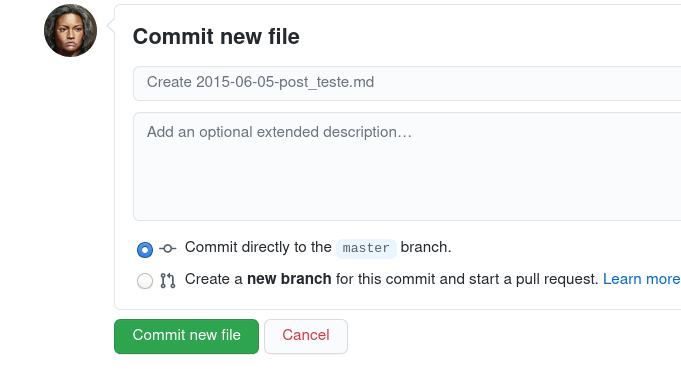 Commit new file
Create 2015-06-05-post_teste.md
Add an optional extended description…
Commit directly to the master branch.
Create a new branch for this commit and start a pull request. Learn more
Commit new file Cancel